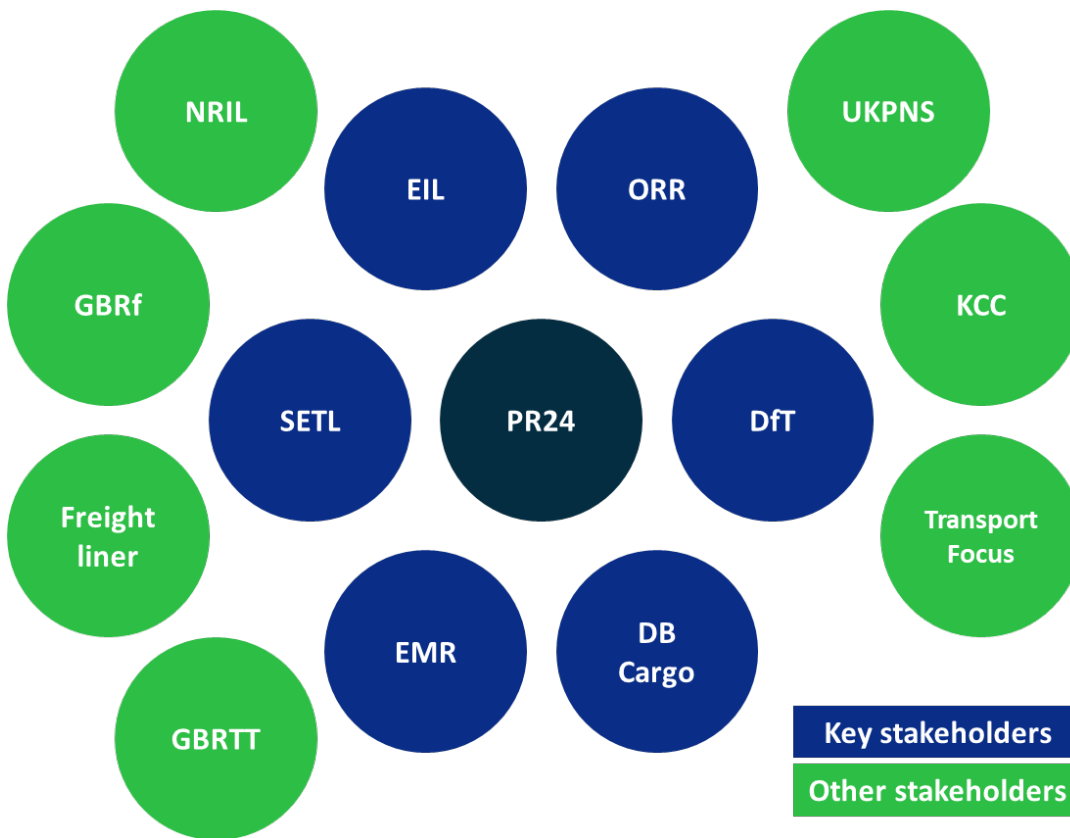 NRIL
UKPNS
EIL
ORR
GBRf
KCC
SETL
PR24
DfT
Freight
liner
Transport
Focus
EMR
DB
Cargo
GBRTT
Key stakeholders
Other stakeholders